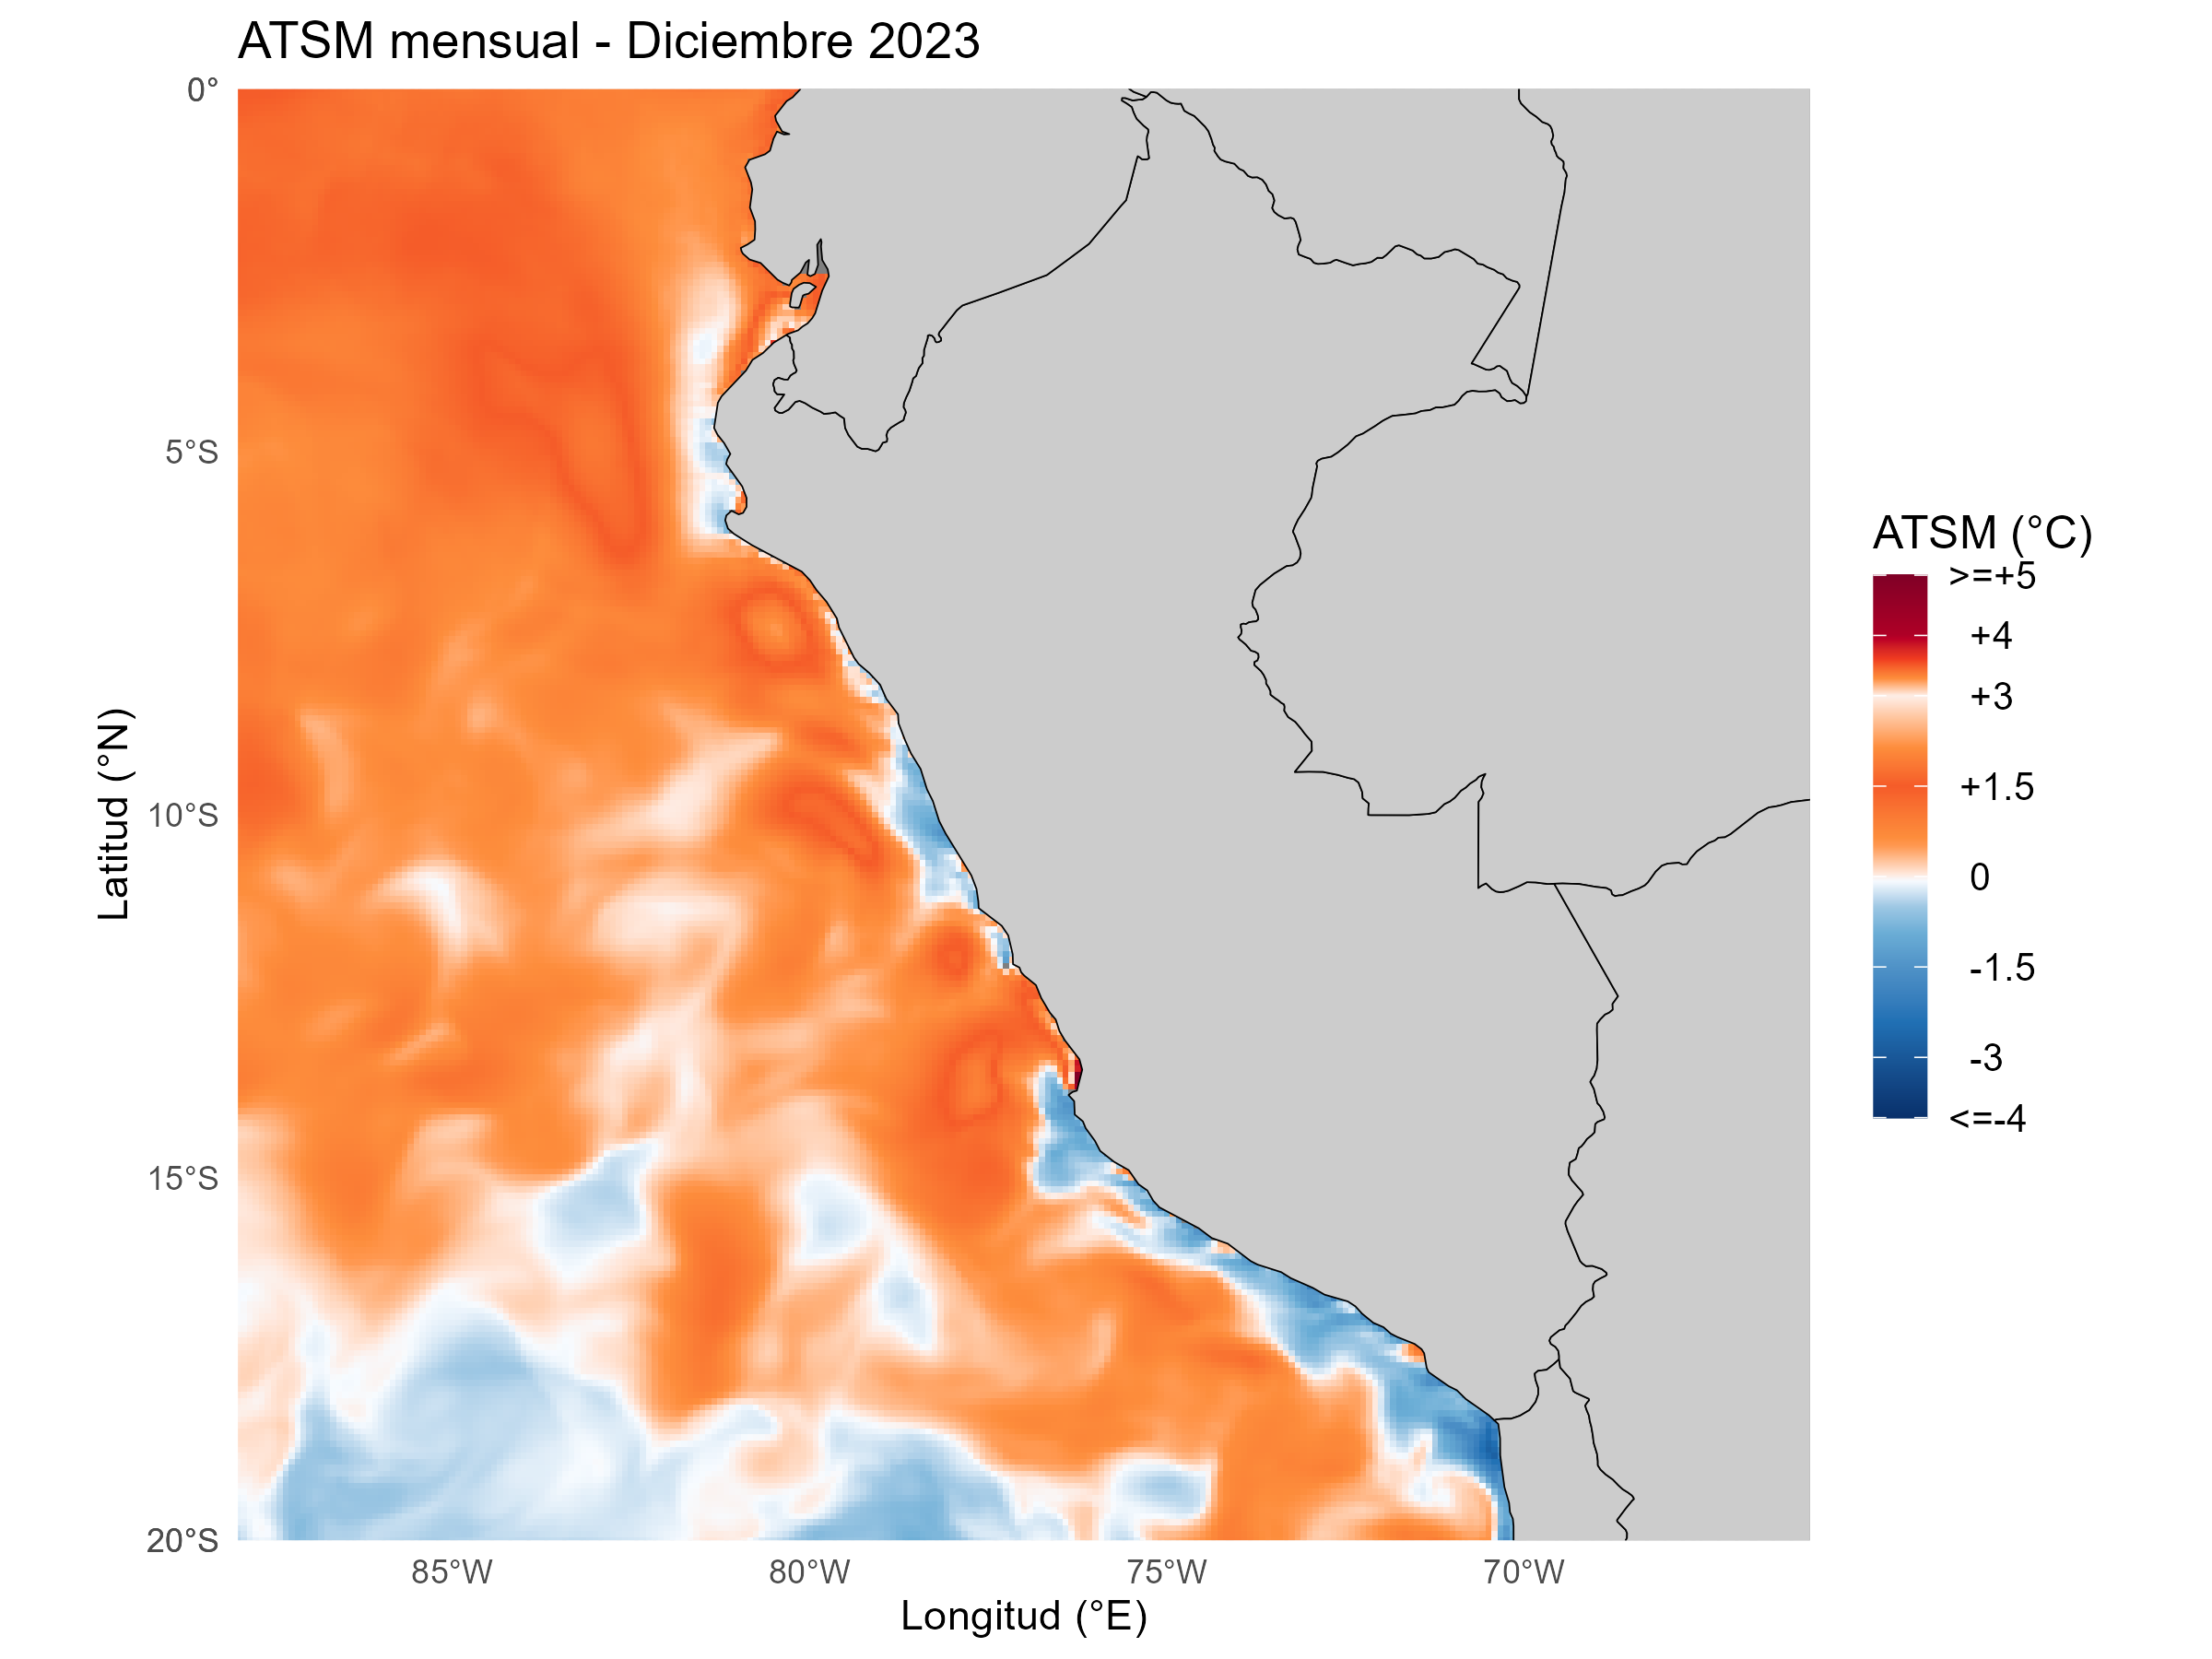 ATSM mensual - Diciembre 2023
0°
5°S
10°S
15°S
20°S
Latitud (°N)
85°W
80°W
75°W
70°W
Longitud (°E)
ATSM (°C)
>=+5
+4
+3
+1.5
0
-1.5
-3
<=-4